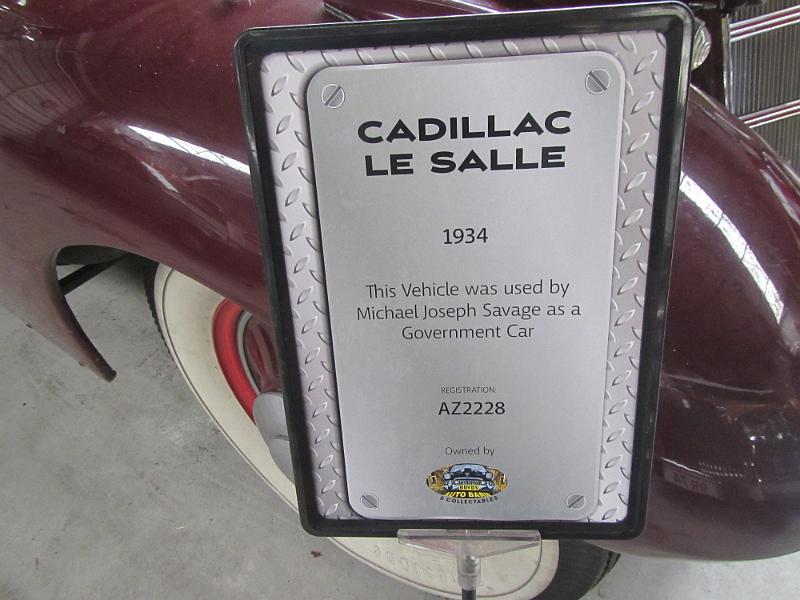 CADILLAC
LE SALLE
1934
This Vehicle was used by
Michael Joseph Savage as a
Government Car
REGISTRATION:
AZ2228
Owned by
AUTO BARN
& COLLECTABLES